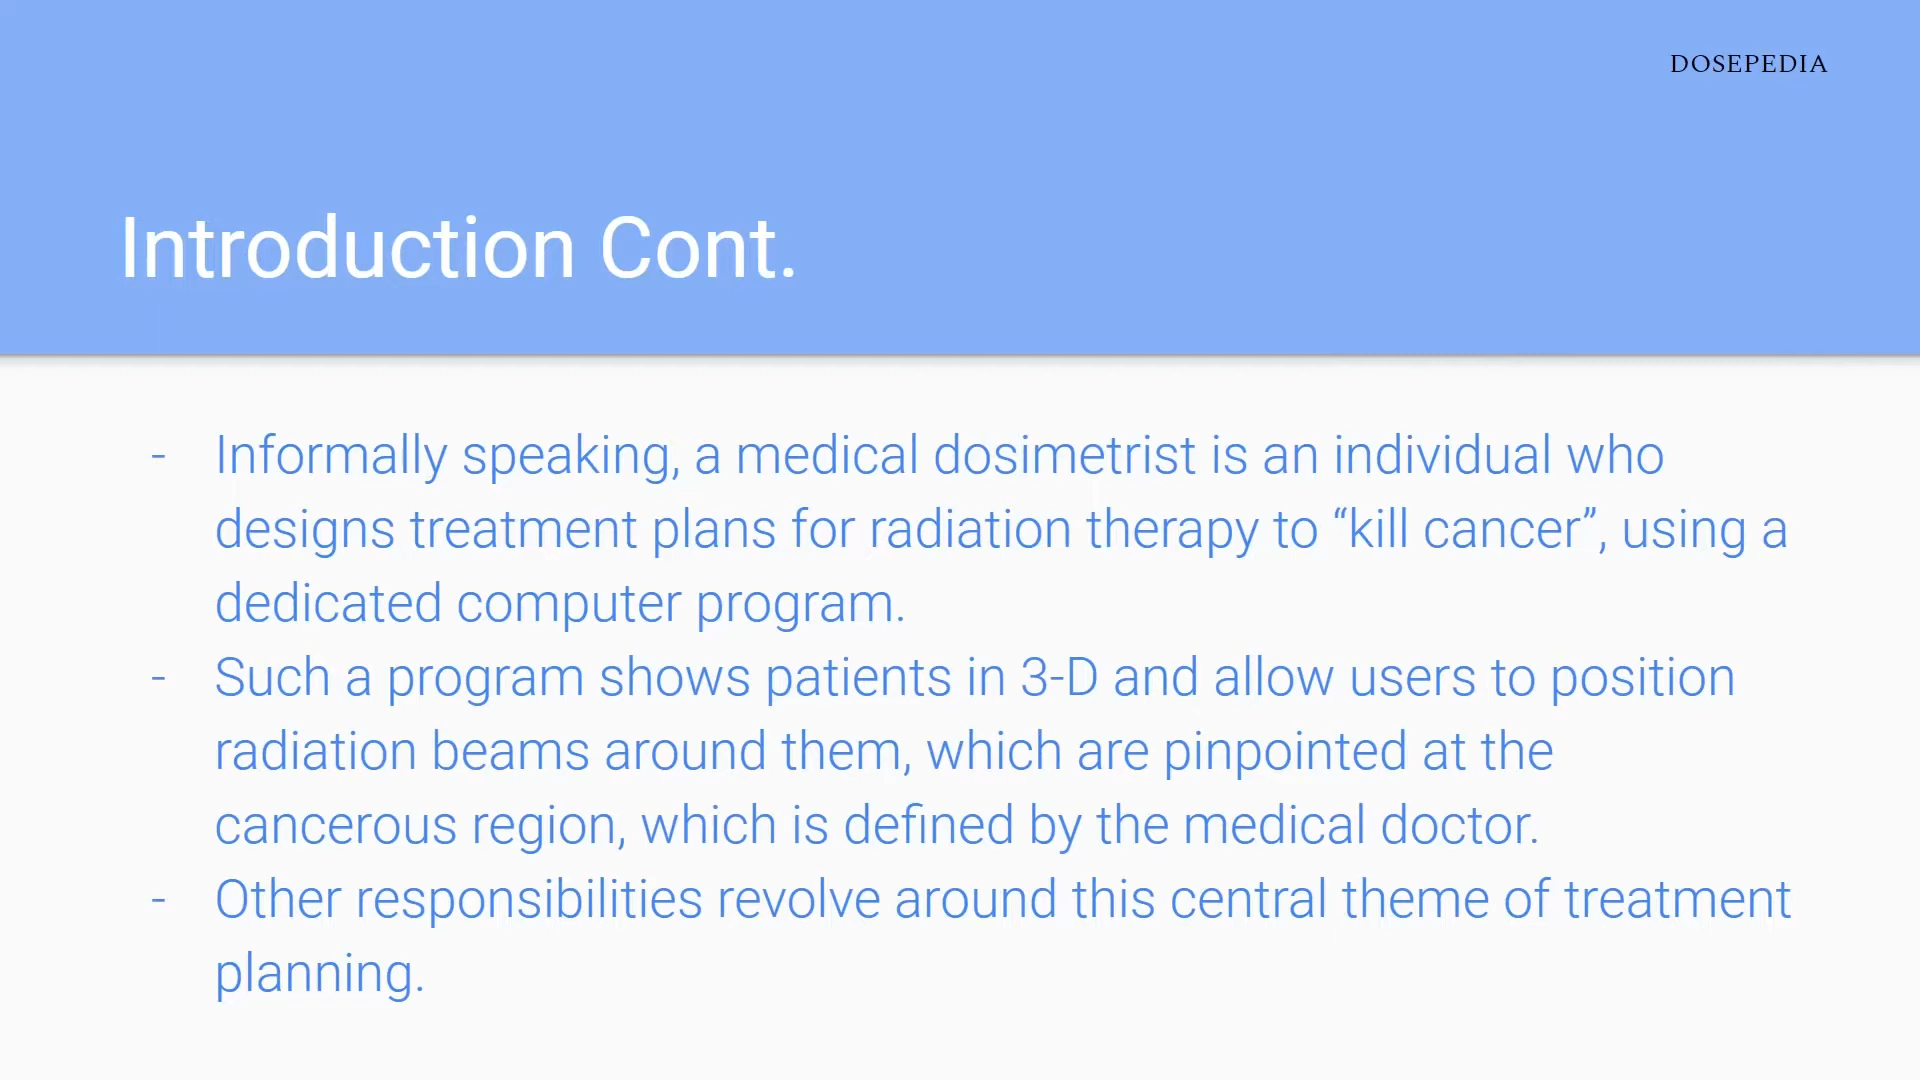 DOSEPEDIA
Introduction Cont.
- Informally speaking, a medical dosimetrist is an individual who
designs treatment plans for radiation therapy to “kill cancer”, using a
dedicated computer program.
- Such a program shows patients in 3-D and allow users to position
radiation beams around them, which are pinpointed at the
cancerous region, which is defined by the medical doctor.
- Other responsibilities revolve around this central theme of treatment
planning.